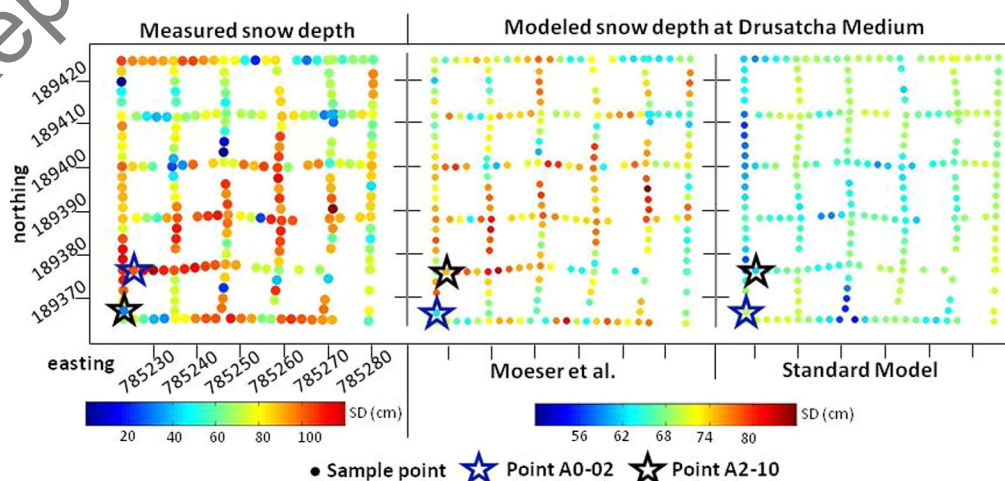 Measured snow depth
Modeled snow depth at Drusatcha Medium
northing
189420
189410
189400
189390
189380
189370
easting
785230 785240 785250 785260 785270 785280
Moeser et al.
Standard Model
20 40 60 80 100 SD (cm)
56 62 68 74 80 SD (cm)
Sample point Point A0-02 Point A2-10